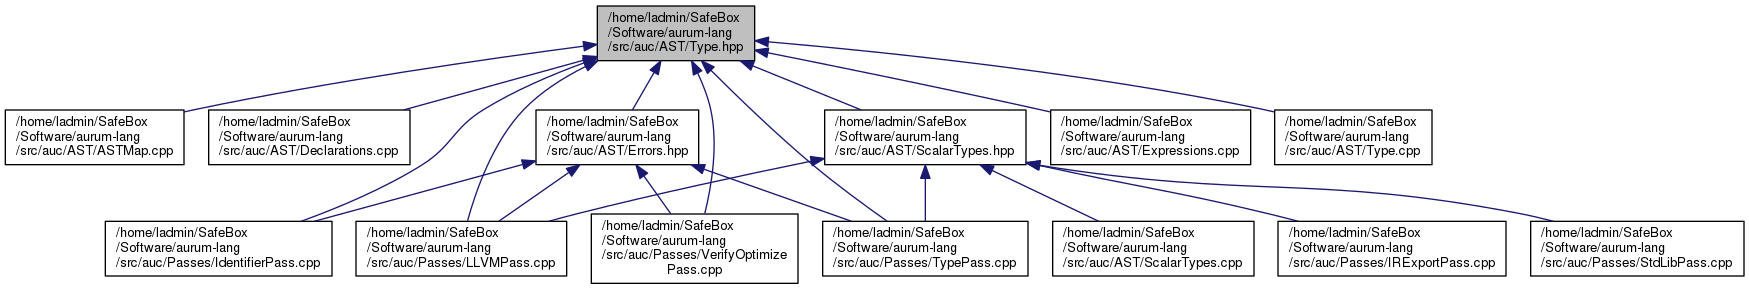 /home/ladmin/SafeBox
/Software/aurum-lang
/src/auc/AST/Type.hpp
/home/ladmin/SafeBox
/Software/aurum-lang
/src/auc/AST/ASTMap.cpp
/home/ladmin/SafeBox
/Software/aurum-lang
/src/auc/AST/Declarations.cpp
/home/ladmin/SafeBox
/Software/aurum-lang
/src/auc/AST/Errors.hpp
/home/ladmin/SafeBox
/Software/aurum-lang
/src/auc/AST/ScalarTypes.hpp
/home/ladmin/SafeBox
/Software/aurum-lang
/src/auc/AST/Expressions.cpp
/home/ladmin/SafeBox
/Software/aurum-lang
/src/auc/AST/Type.cpp
/home/ladmin/SafeBox
/Software/aurum-lang
/src/auc/Passes/IdentifierPass.cpp
/home/ladmin/SafeBox
/Software/aurum-lang
/src/auc/Passes/LLVMPass.cpp
/home/ladmin/SafeBox
/Software/aurum-lang
/src/auc/Passes/VerifyOptimize
Pass.cpp
/home/ladmin/SafeBox
/Software/aurum-lang
/src/auc/Passes/TypePass.cpp
/home/ladmin/SafeBox
/Software/aurum-lang
/src/auc/AST/ScalarTypes.cpp
/home/ladmin/SafeBox
/Software/aurum-lang
/src/auc/Passes/IRExportPass.cpp
/home/ladmin/SafeBox
/Software/aurum-lang
/src/auc/Passes/StdLibPass.cpp